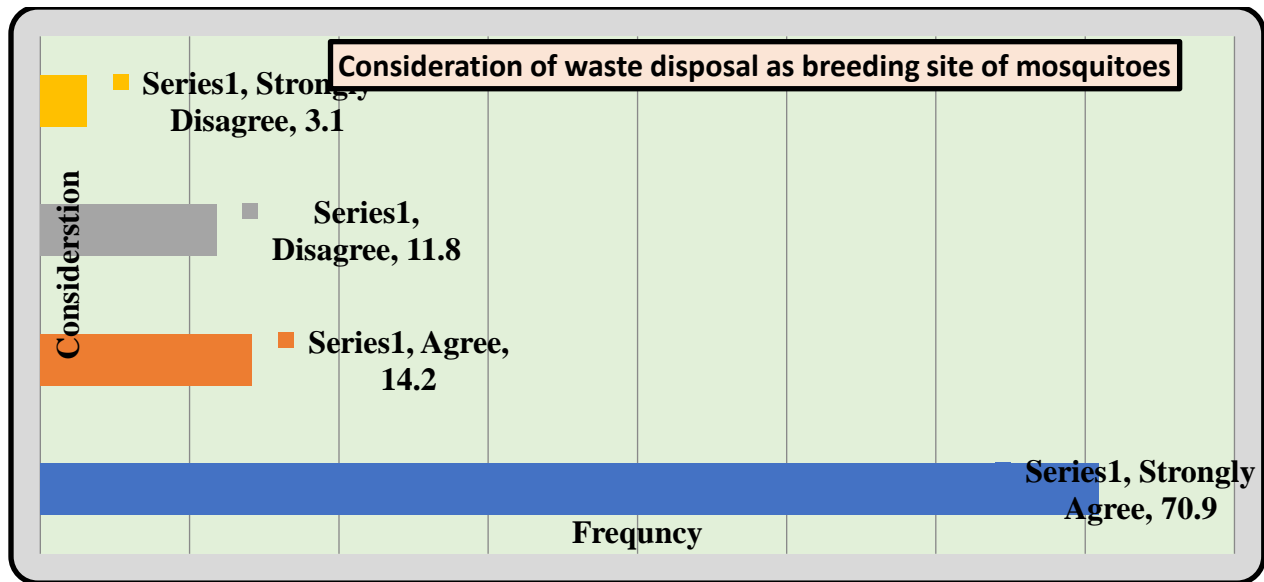 Consideration of waste disposal as breeding site of mosquitoes
Series1, Strongly
Disagree, 3.1
Series1,
Disagree, 11.8
Considerstion
Series1, Agree,
14.2
Series1, Strongly
Agree, 70.9
Frequncy